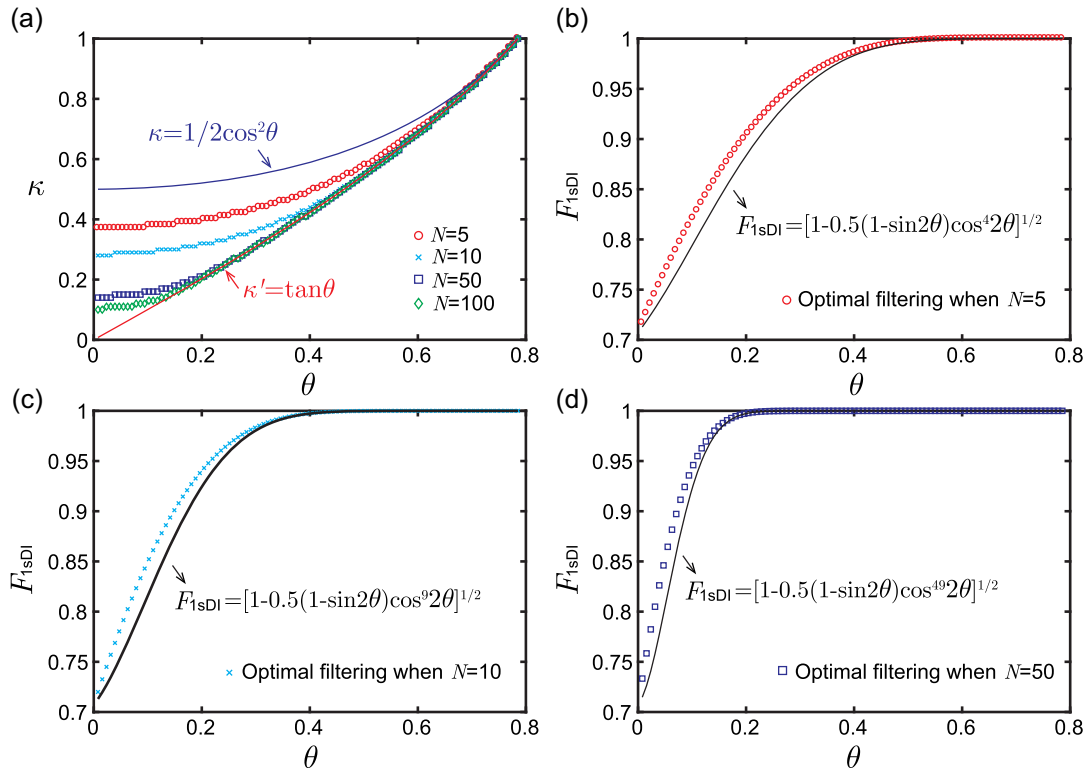 (a)
1
0.8
0.6
0.4
0.2
0
κ
κ=1/2cos²θ
κ′=tanθ
N=5
N=10
N=50
N=100
0 0.2 0.4 0.6 0.8
θ
(b)
1
0.95
0.9
0.85
0.8
0.75
0.7
F1sDI
F1sDI=[1-0.5(1-sin2θ)cos⁴2θ]^1/2
Optimal filtering when N=5
0 0.2 0.4 0.6 0.8
θ
(c)
1
0.95
0.9
0.85
0.8
0.75
0.7
F1sDI
F1sDI=[1-0.5(1-sin2θ)cos⁹2θ]^1/2
Optimal filtering when N=10
0 0.2 0.4 0.6 0.8
θ
(d)
1
0.95
0.9
0.85
0.8
0.75
0.7
F1sDI
F1sDI=[1-0.5(1-sin2θ)cos⁴⁹2θ]^1/2
Optimal filtering when N=50
0 0.2 0.4 0.6 0.8
θ